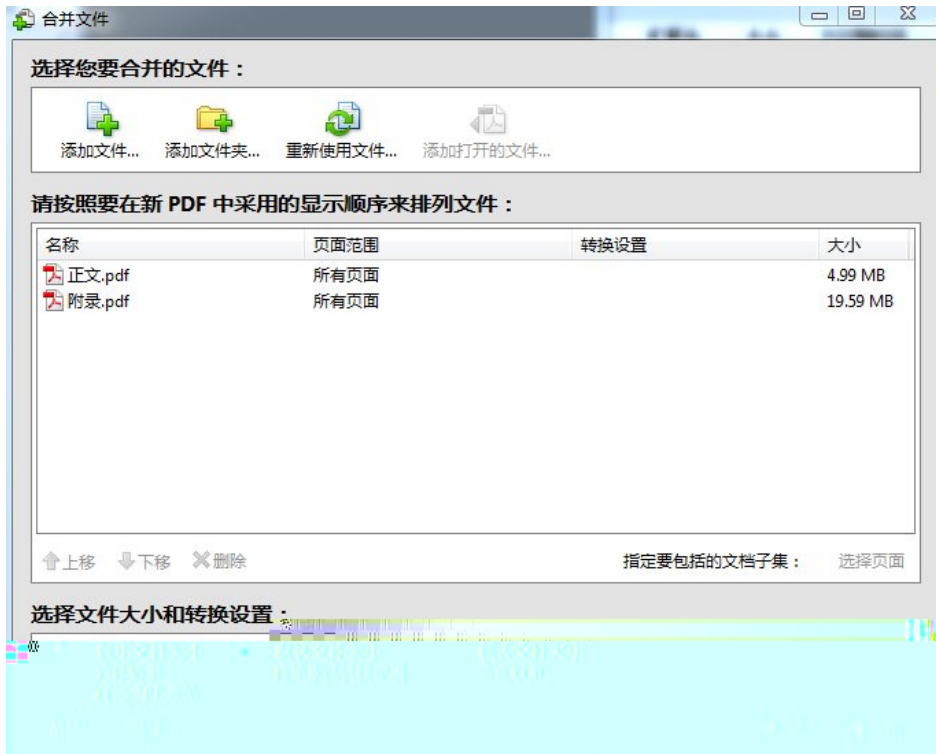 合并文件
选择您要合并的文件：
添加文件... 添加文件夹... 重新使用文件... 添加打开的文件...
请按照要在新 PDF 中采用的显示顺序来排列文件：
名称 页面范围 转换设置 大小
正文.pdf 所有页面 4.99 MB
附录.pdf 所有页面 19.59 MB
上移 下移 删除 指定要包括的文档子集： 选择页面
选择文件大小和转换设置：